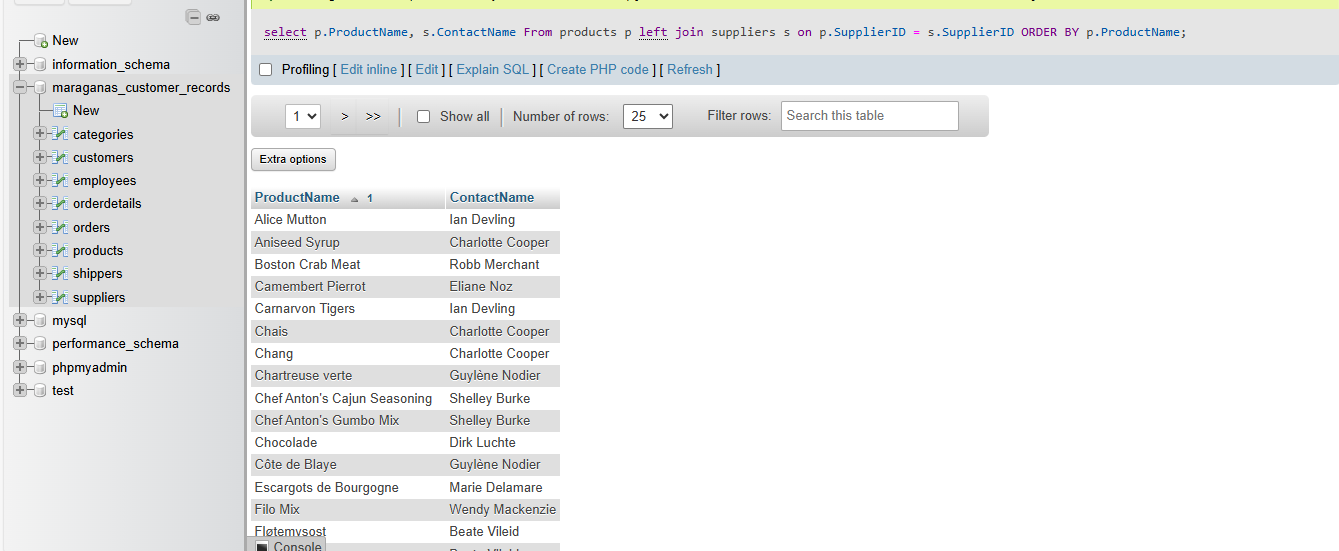 New
information_schema
maraganas_customer_records
New
categories
customers
employees
orderdetails
orders
products
shippers
suppliers
mysql
performance_schema
phpmyadmin
test
select p.ProductName, s.ContactName From products p left join suppliers s on p.SupplierID = s.SupplierID ORDER BY p.ProductName;
Profiling [ Edit inline ] [ Edit ] [ Explain SQL ] [ Create PHP code ] [ Refresh ]
1 > >> Show all Number of rows: 25 Filter rows: Search this table
Extra options
ProductName 1 ContactName
Alice Mutton Ian Devling
Aniseed Syrup Charlotte Cooper
Boston Crab Meat Robb Merchant
Camembert Pierrot Eliane Noz
Carnarvon Tigers Ian Devling
Chais Charlotte Cooper
Chang Charlotte Cooper
Chartreuse verte Guylène Nodier
Chef Anton's Cajun Seasoning Shelley Burke
Chef Anton's Gumbo Mix Shelley Burke
Chocolade Dirk Luchte
Côte de Blaye Guylène Nodier
Escargots de Bourgogne Marie Delamare
Filo Mix Wendy Mackenzie
Fløtemysost Beate Vileid
Console